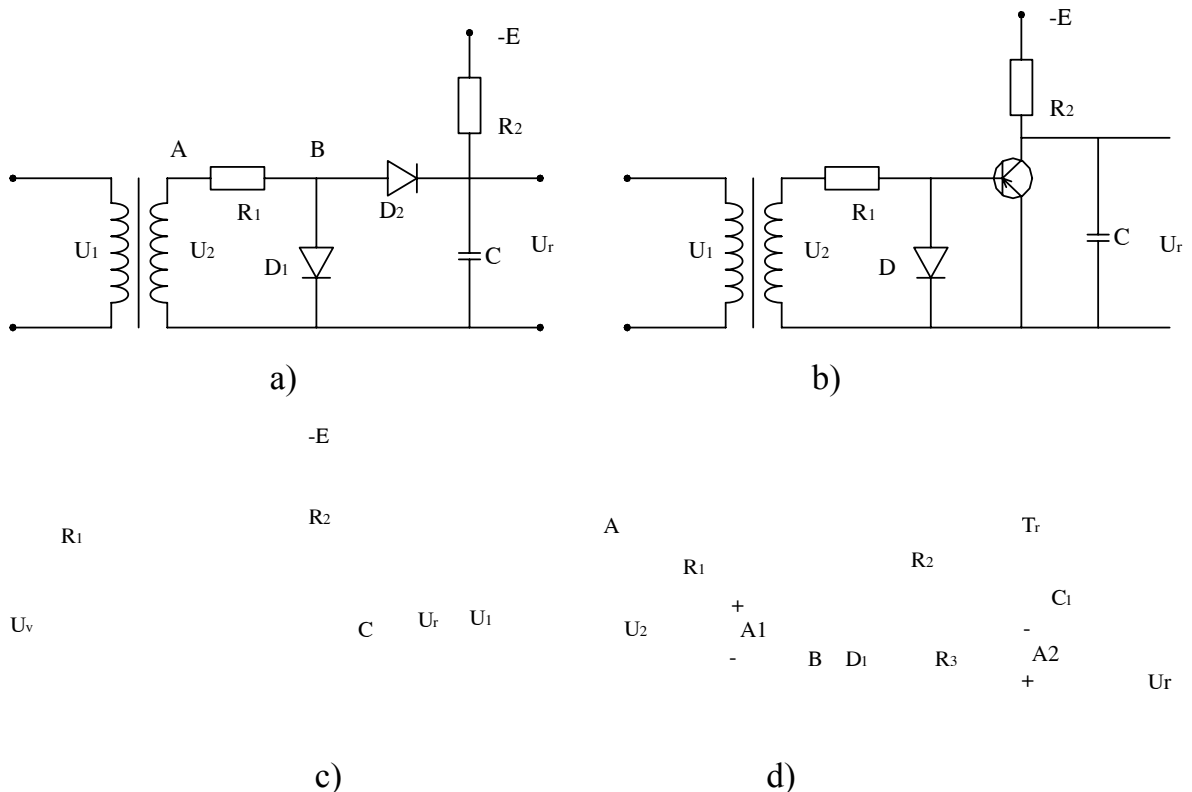 -E
R2
A
B
R1
D2
U1
U2
D1
C
Ur
a)
-E
R2
R1
U1
U2
D
C
Ur
b)
-E
R2
R1
Uv
C
Ur
U1
c)
A
Tr
R1
R2
+
C1
U2
A1
-
-
B
D1
R3
A2
+
Ur
d)